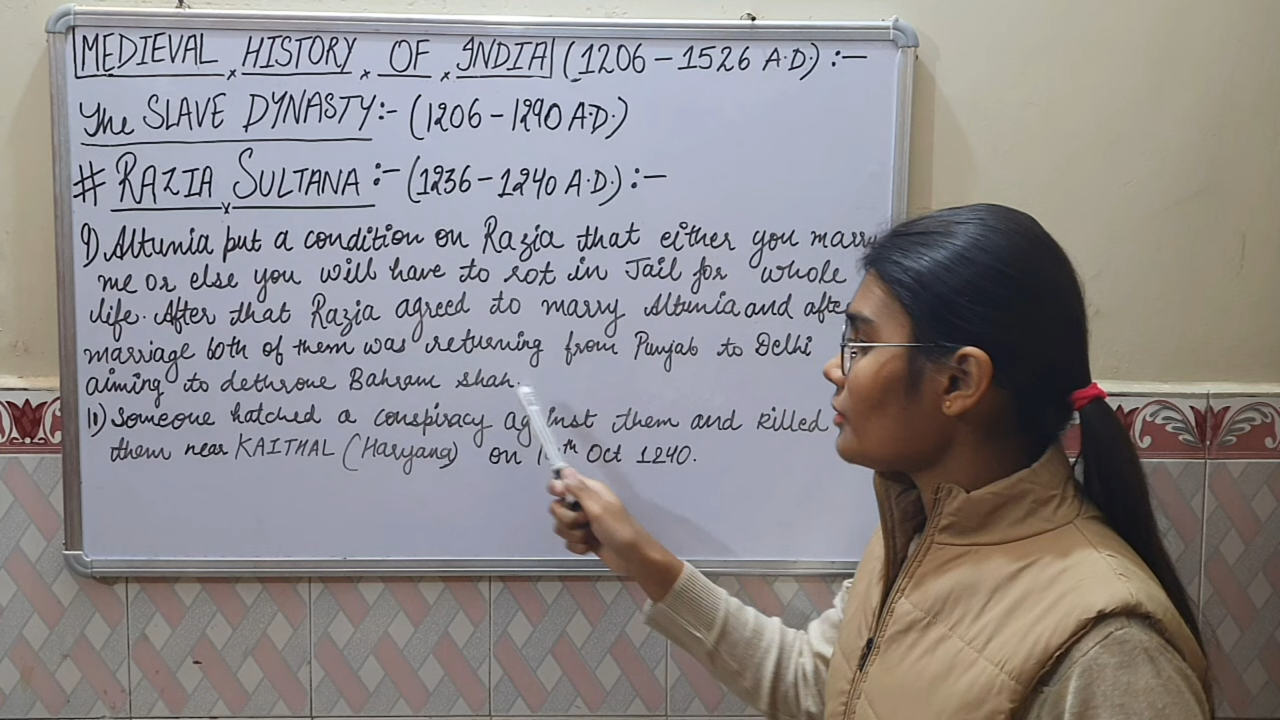 MEDIEVAL HISTORY OF INDIA (1206 – 1526 A.D) :–
The SLAVE DYNASTY:– (1206 – 1290 A.D.)
# RAZIA SULTANA :– (1236 – 1240 A.D.) :–
9) Altunia put a condition on Razia that either you marry
me or else you will have to rot in Jail for whole
life. After that Razia agreed to marry Altunia and after
marriage both of them was returning from Punjab to Delhi
aiming to dethrone Bahram shah.
10) Someone hatched a conspiracy against them and killed
them near KAITHAL (Haryana) on Oct 1240.